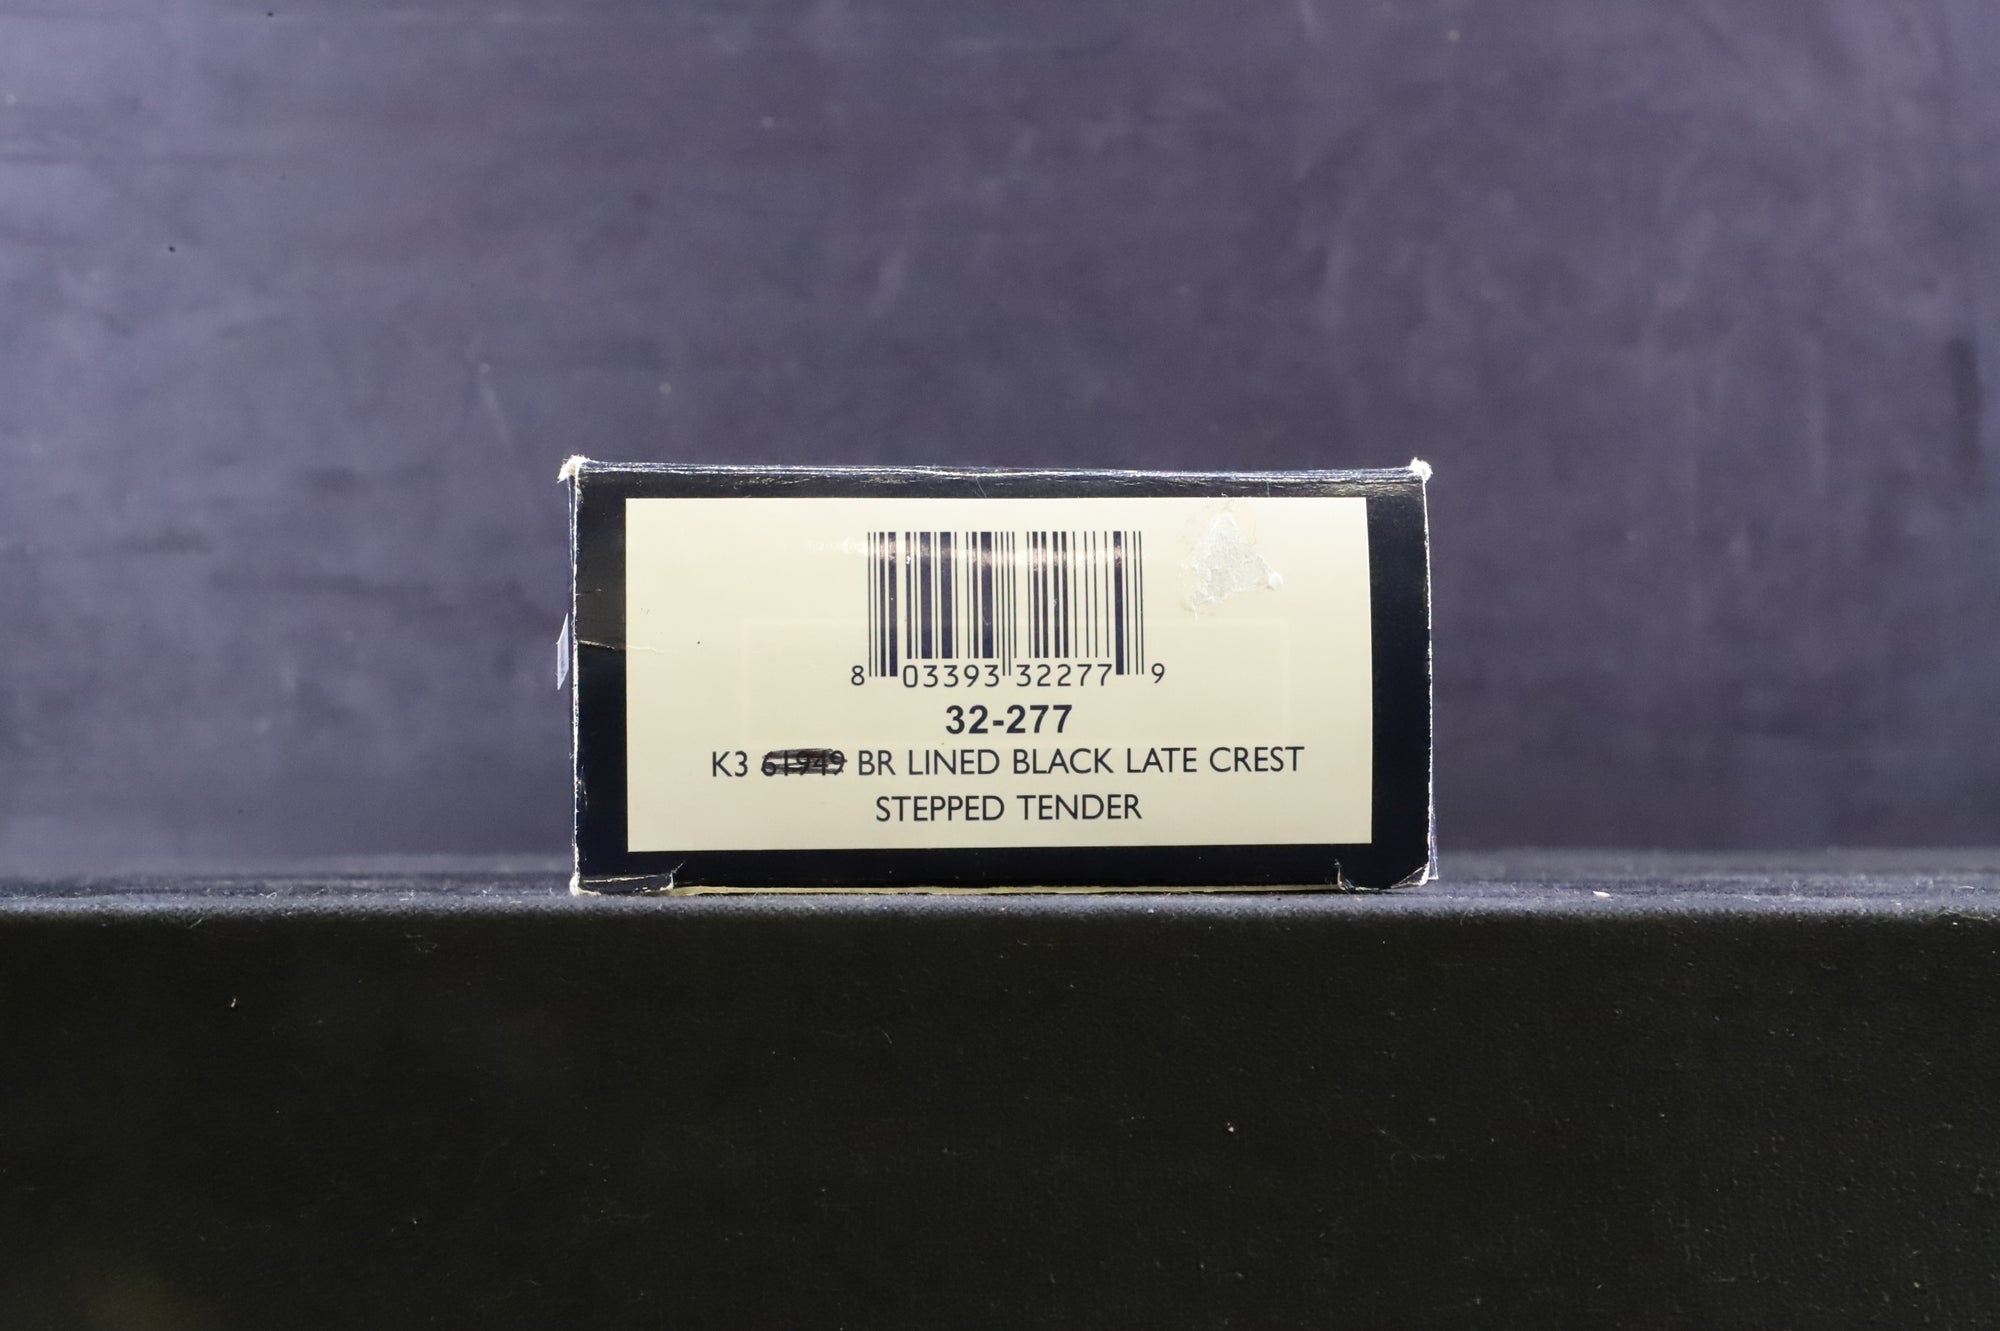 8 03393 32277 9
32-277
K3 61949 BR LINED BLACK LATE CREST
STEPPED TENDER